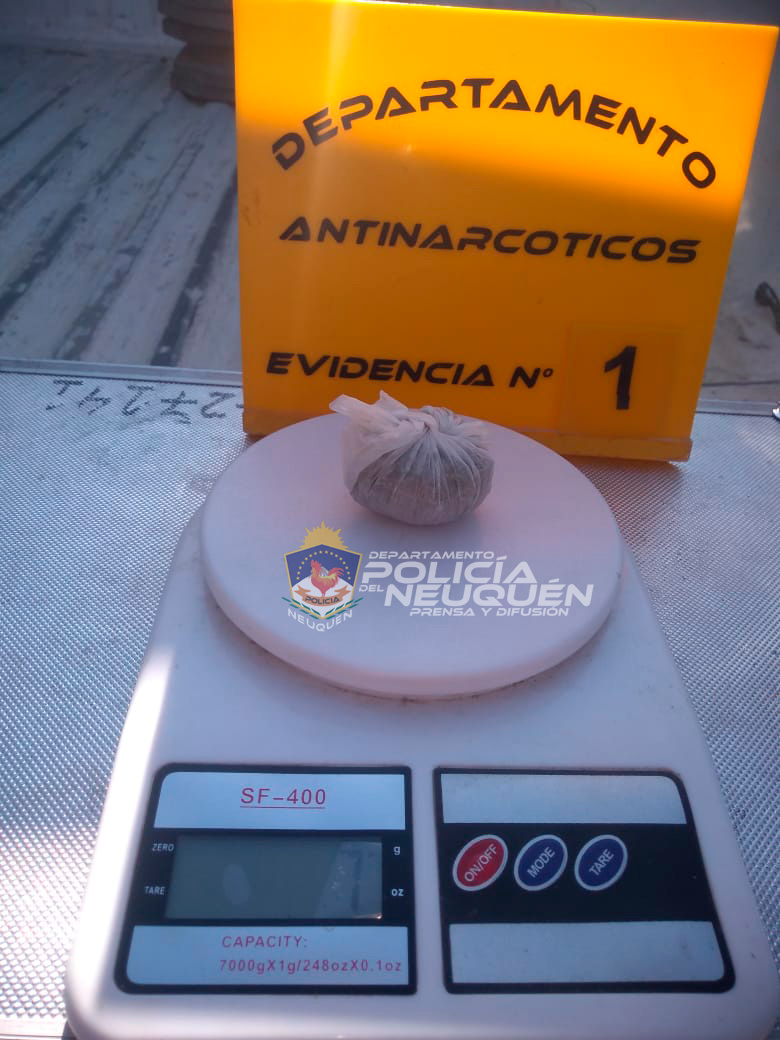 DEPARTAMENTO
ANTINARCOTICOS
EVIDENCIA Nº 1
DEPARTAMENTO
POLICÍA
DEL NEUQUÉN
PRENSA Y DIFUSIÓN
POLICIA
NEUQUÉN
SF-400
ZERO
g
TARE
oz
CAPACITY:
7000gX1g/248ozX0.1oz
ON/OFF
MODE
TARE